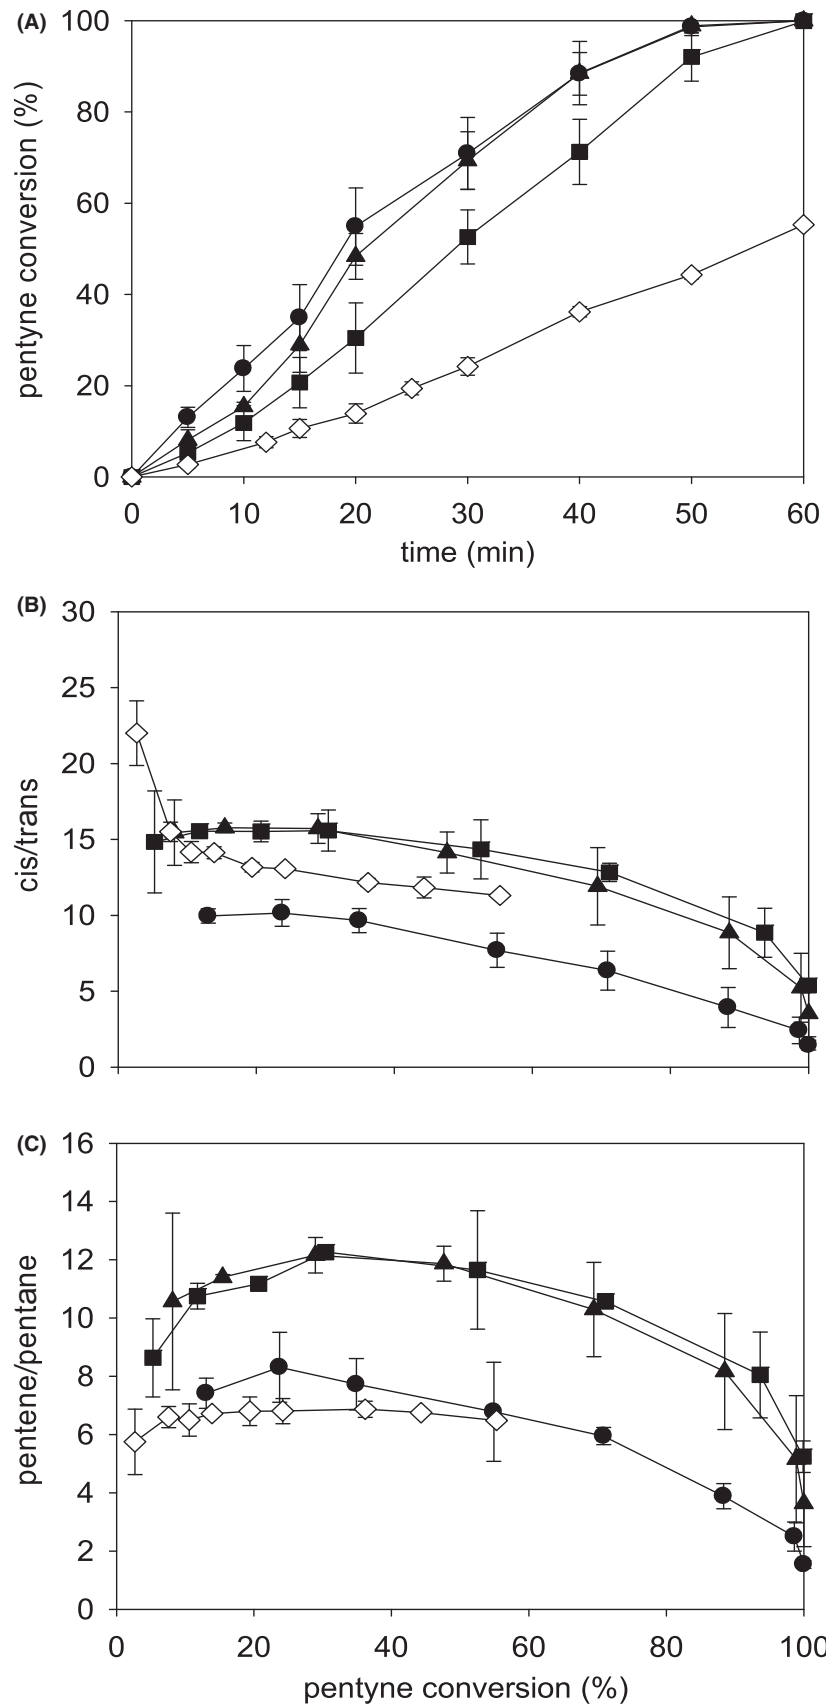 (A)
100
80
60
40
20
0
pentyne conversion (%)
0 10 20 30 40 50 60
time (min)
(B)
30
25
20
15
10
5
0
cis/trans
(C)
16
14
12
10
8
6
4
2
0
pentene/pentane
0 20 40 60 80 100
pentyne conversion (%)